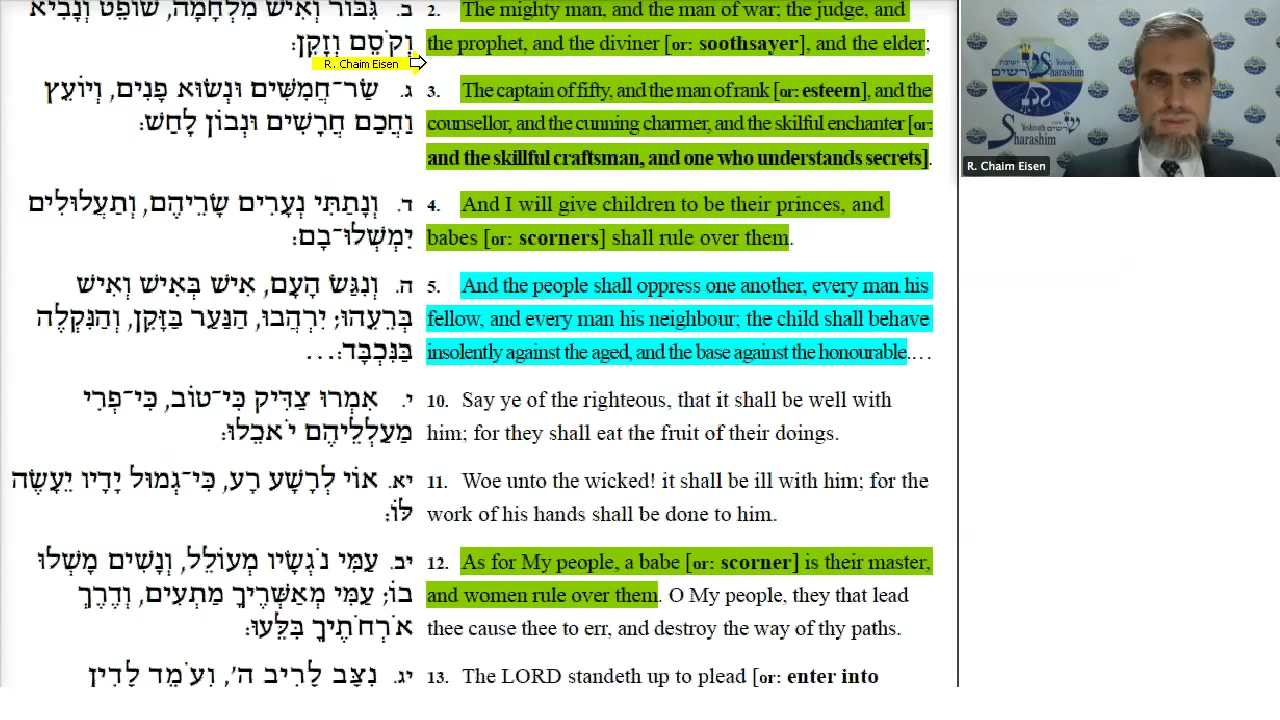 ב. גִּבּוֹר וְאִישׁ מִלְחָמָה, שׁוֹפֵט וְנָבִיא
וְקֹסֵם וְזָקֵן:
ג. שַׂר־חֲמִשִּׁים וּנְשׂוּא פָנִים, וְיוֹעֵץ
וַחֲכַם חֲרָשִׁים וּנְבוֹן לָחַשׁ:
ד. וְנָתַתִּי נְעָרִים שָׂרֵיהֶם, וְתַעֲלוּלִים
יִמְשְׁלוּ־בָם:
ה. וְנִגַּשׂ הָעָם, אִישׁ בְּאִישׁ וְאִישׁ
בְּרֵעֵהוּ; יִרְהֲבוּ, הַנַּעַר בַּזָּקֵן, וְהַנִּקְלֶה
בַּנִּכְבָּד:...
י. אִמְרוּ צַדִּיק כִּי־טוֹב, כִּי־פְרִי
מַעַלְלֵיהֶם יֹאכֵלוּ:
יא. אוֹי לְרָשָׁע רָע, כִּי־גְמוּל יָדָיו יֵעָשֶׂה
לּוֹ:
יב. עַמִּי נֹגְשָׂיו מְעוֹלֵל, וְנָשִׁים מָשְׁלוּ
בוֹ; עַמִּי מְאַשְּׁרֶיךָ מַתְעִים, וְדֶרֶךְ
אֹרְחֹתֶיךָ בִּלֵּעוּ:
יג. נִצָּב לָרִיב ה', וְעֹמֵד לָדִין
2. The mighty man, and the man of war; the judge, and
the prophet, and the diviner [or: soothsayer], and the elder;
3. The captain of fifty, and the man of rank [or: esteem], and the
counsellor, and the cunning charmer, and the skilful enchanter [or:
and the skillful craftsman, and one who understands secrets].
4. And I will give children to be their princes, and
babes [or: scorners] shall rule over them.
5. And the people shall oppress one another, every man his
fellow, and every man his neighbour; the child shall behave
insolently against the aged, and the base against the honourable....
10. Say ye of the righteous, that it shall be well with
him; for they shall eat the fruit of their doings.
11. Woe unto the wicked! it shall be ill with him; for the
work of his hands shall be done to him.
12. As for My people, a babe [or: scorner] is their master,
and women rule over them. O My people, they that lead
thee cause thee to err, and destroy the way of thy paths.
13. The LORD standeth up to plead [or: enter into
R. Chaim Eisen
ישיבת
שרשים
Yeshivath
Sharashim
Yeshivath
Sharashim
R. Chaim Eisen